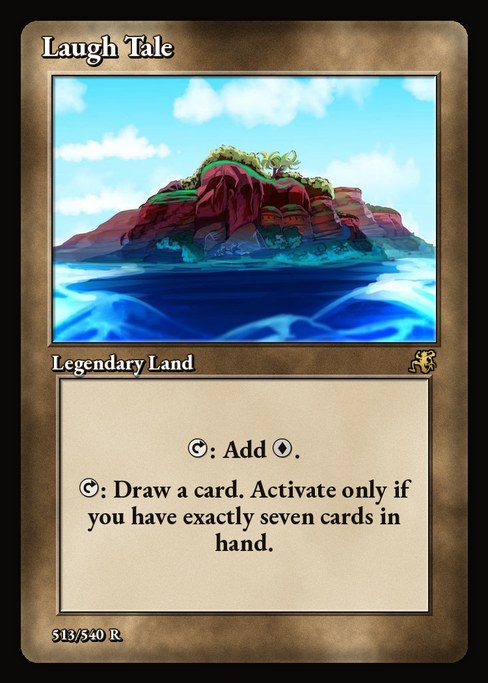 Laugh Tale
Legendary Land
: Add .
: Draw a card. Activate only if
you have exactly seven cards in
hand.
513/540 R